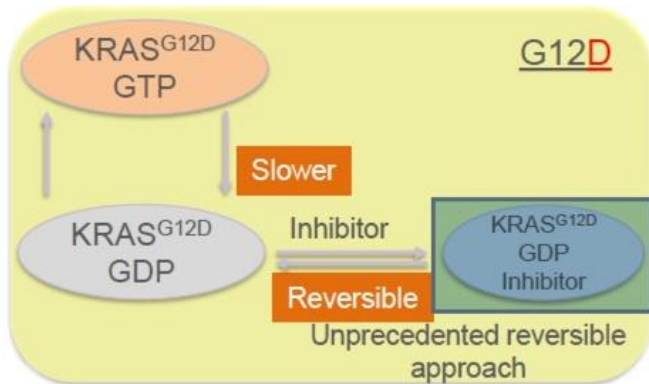 KRASG12D
GTP
G12D
Slower
KRASG12D
GDP
Inhibitor
Reversible
KRASG12D
GDP
Inhibitor
Unprecedented reversible
approach